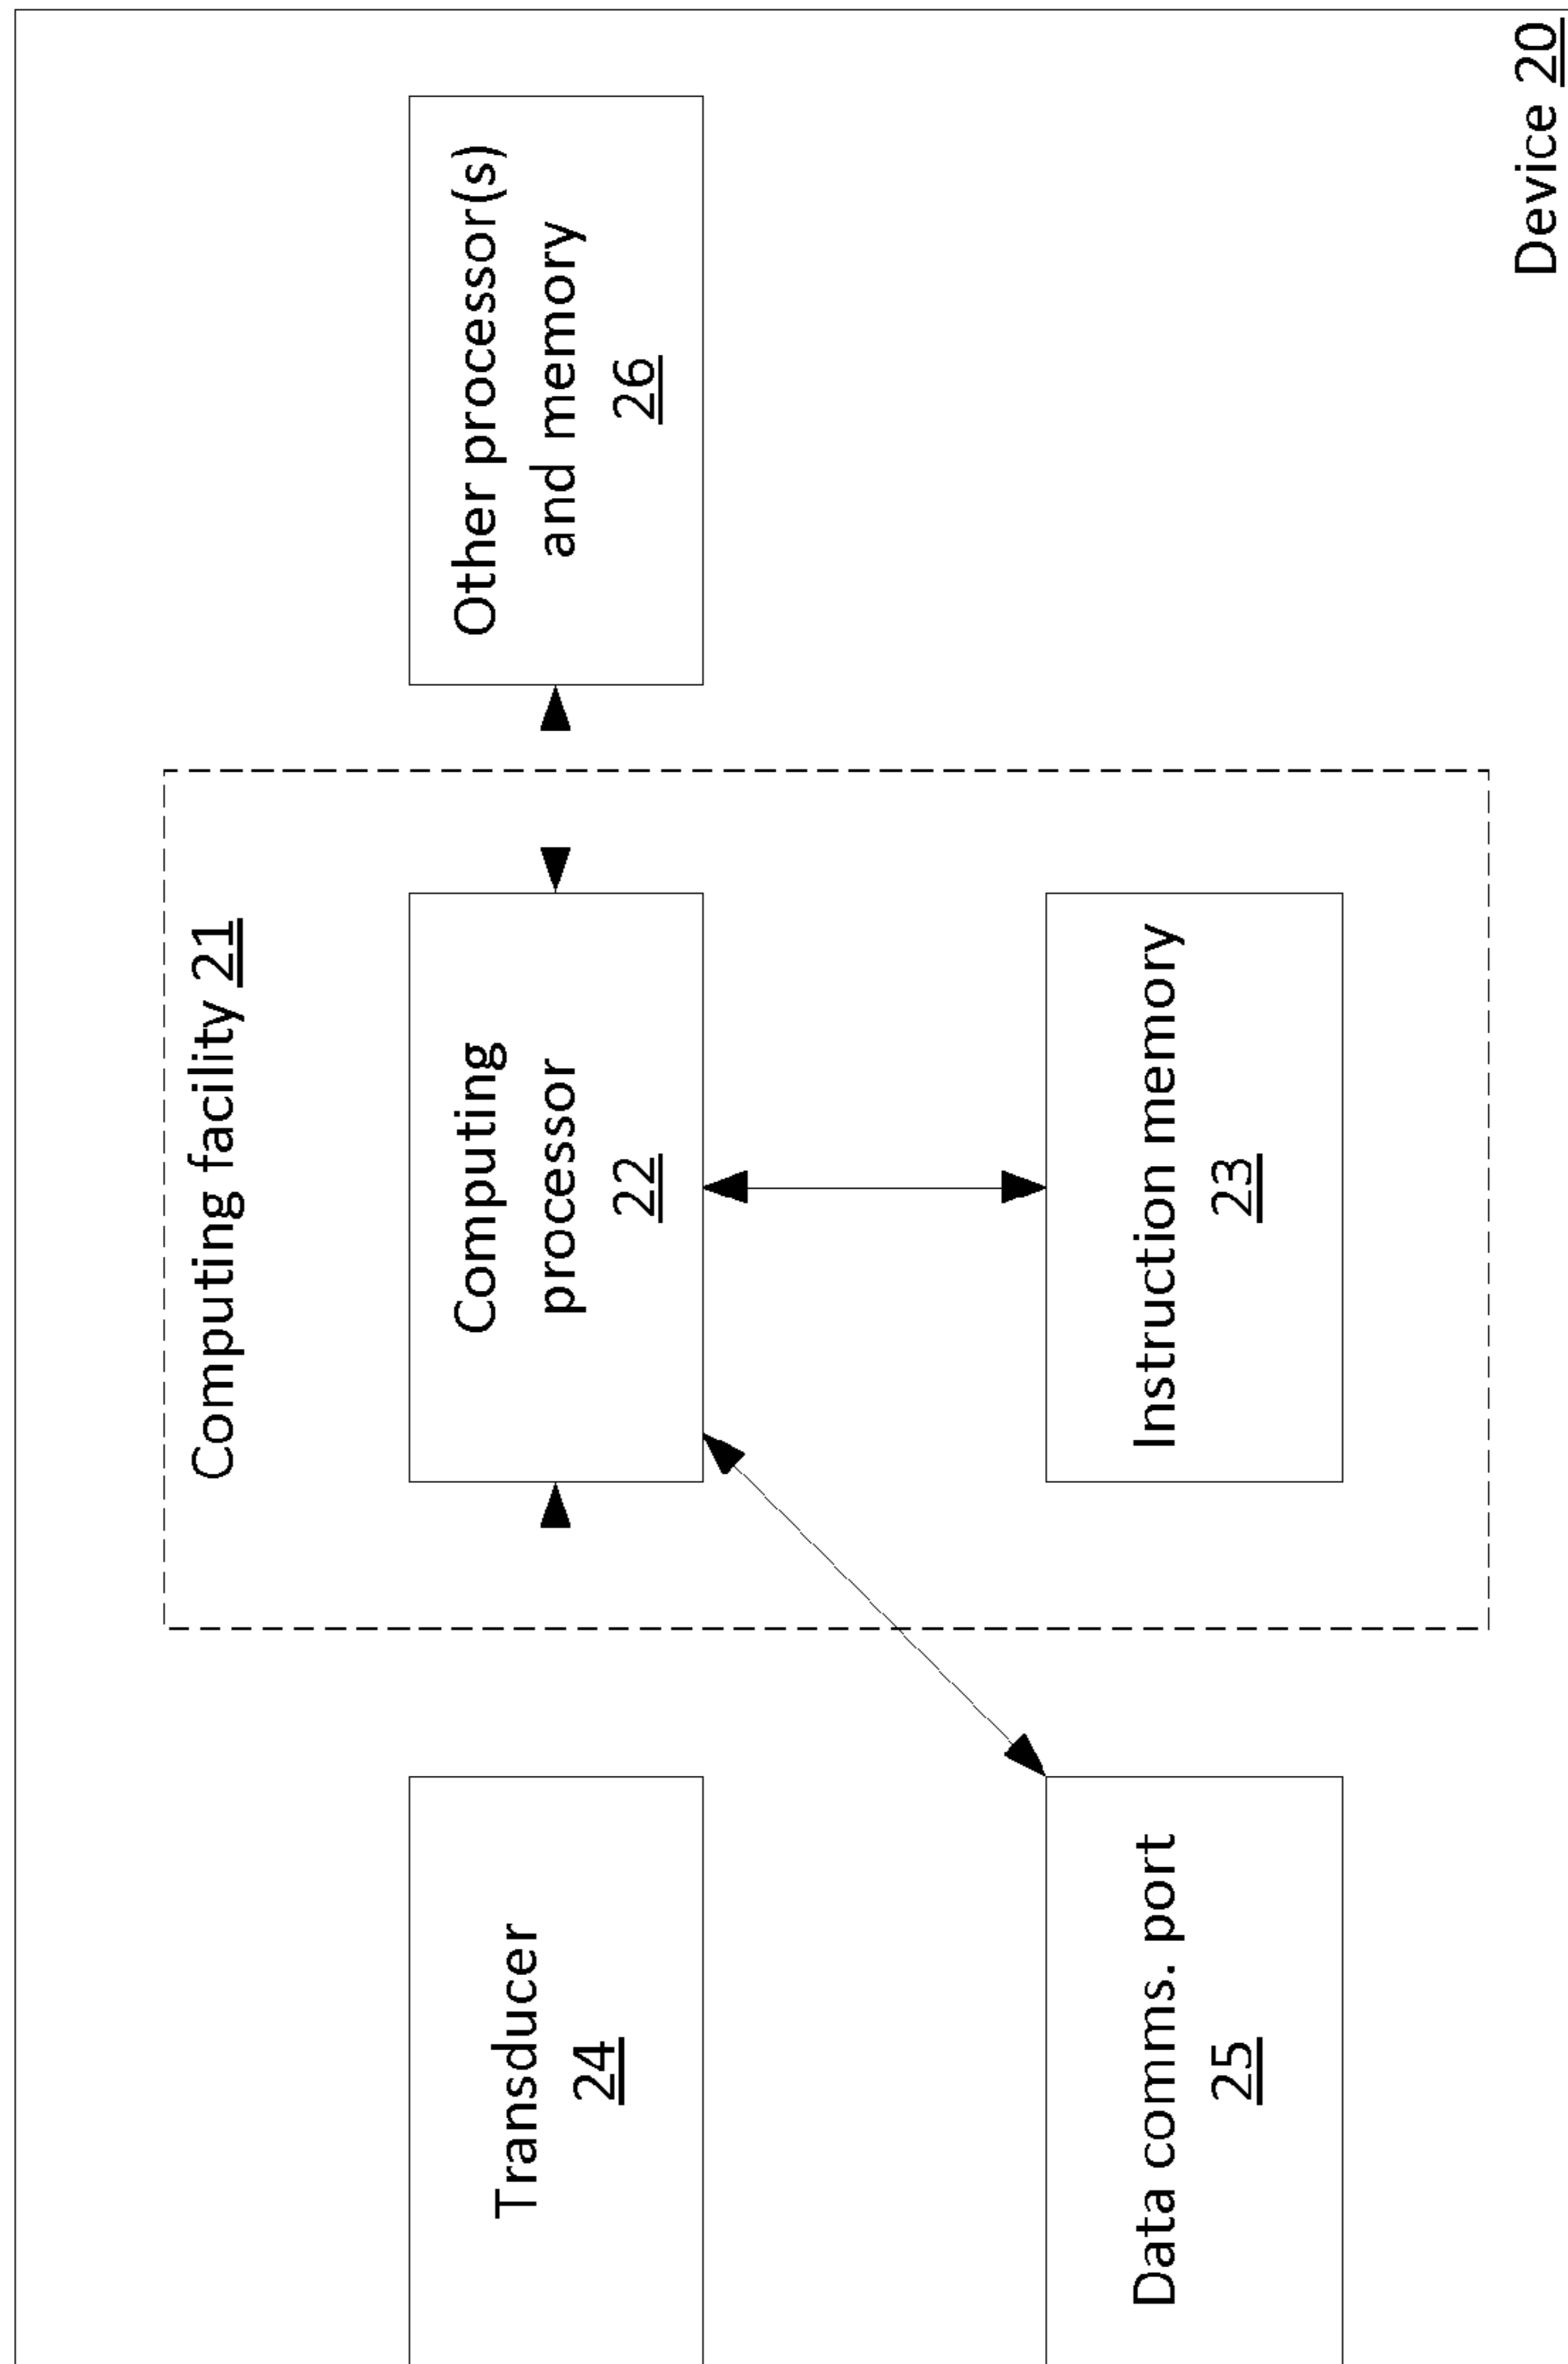 Transducer
24
Data comms. port
25
Computing facility 21
Computing
processor
22
Instruction memory
23
Other processor(s)
and memory
26
Device 20